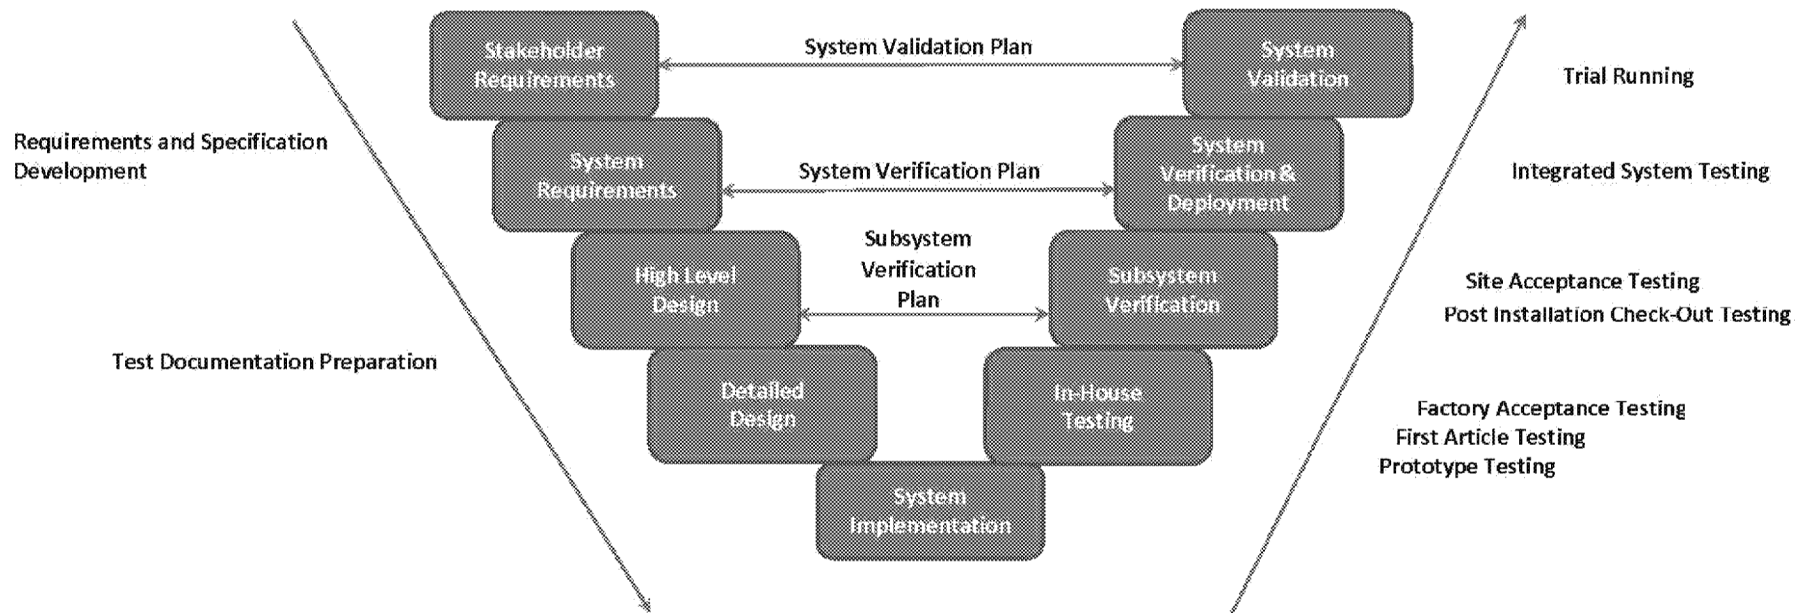 Stakeholder
Requirements
System Validation Plan
System
Validation
Trial Running
Requirements and Specification
Development
System
Requirements
System Verification Plan
System
Verification &
Deployment
Integrated System Testing
High Level
Design
Subsystem
Verification
Plan
Subsystem
Verification
Site Acceptance Testing
Post Installation Check-Out Testing
Test Documentation Preparation
Detailed
Design
In-House
Testing
Factory Acceptance Testing
First Article Testing
Prototype Testing
System
Implementation